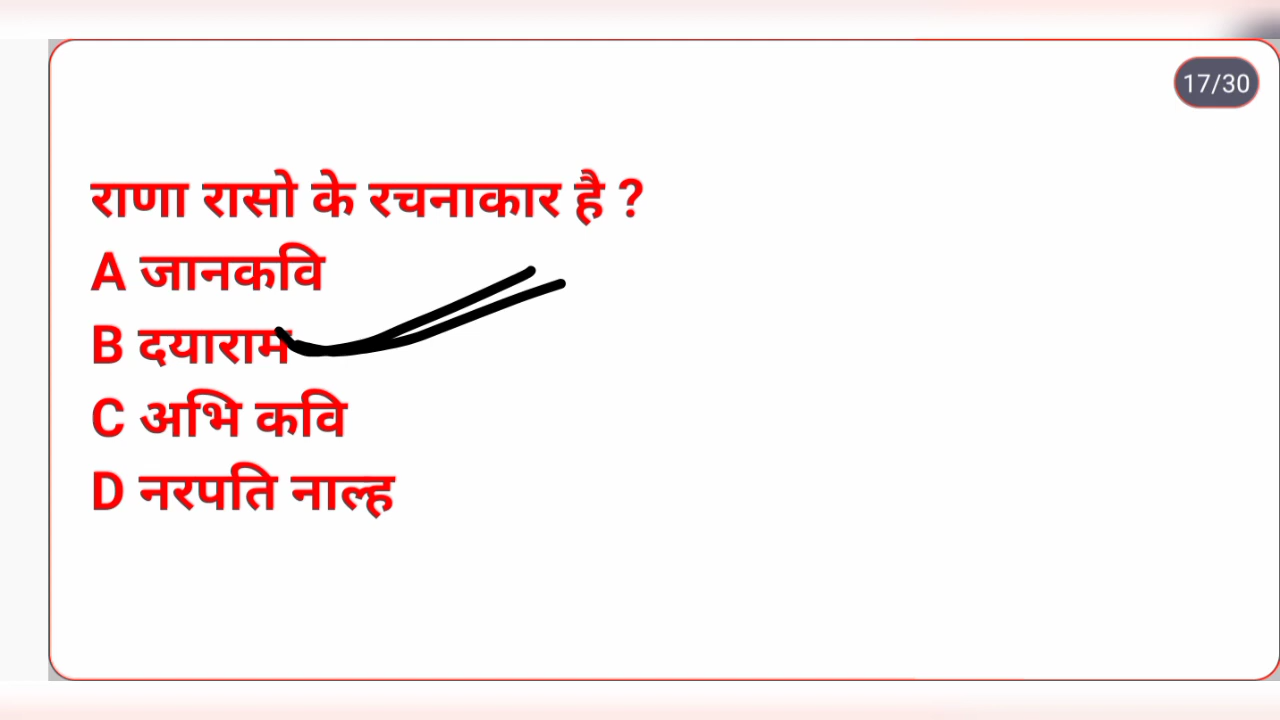 17/30
राणा रासो के रचनाकार है ?
A जानकवि
B दयाराम
C अभि कवि
D नरपति नाल्ह